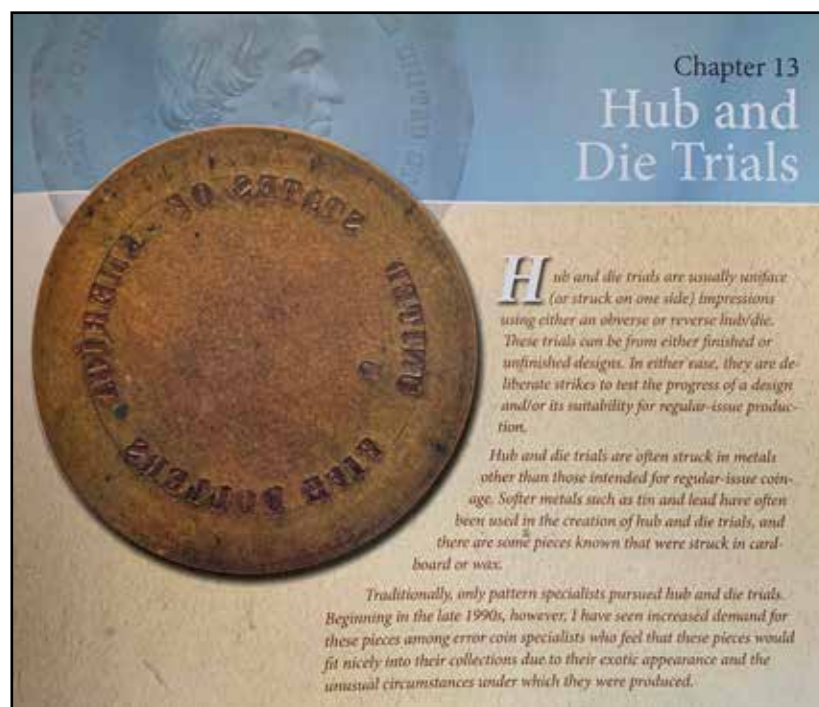 Chapter 13
Hub and
Die Trials
UNITED STATES OF AMERICA
FIVE DOLLARS
Hub and die trials are usually uniface
(or struck on one side) impressions
using either an obverse or reverse hub/die.
These trials can be from either finished or
unfinished designs. In either case, they are de-
liberate strikes to test the progress of a design
and/or its suitability for regular-issue produc-
tion.
Hub and die trials are often struck in metals
other than those intended for regular-issue coin-
age. Softer metals such as tin and lead have often
been used in the creation of hub and die trials, and
there are some pieces known that were struck in card-
board or wax.
Traditionally, only pattern specialists pursued hub and die trials.
Beginning in the late 1990s, however, I have seen increased demand for
these pieces among error coin specialists who feel that these pieces would
fit nicely into their collections due to their exotic appearance and the
unusual circumstances under which they were produced.